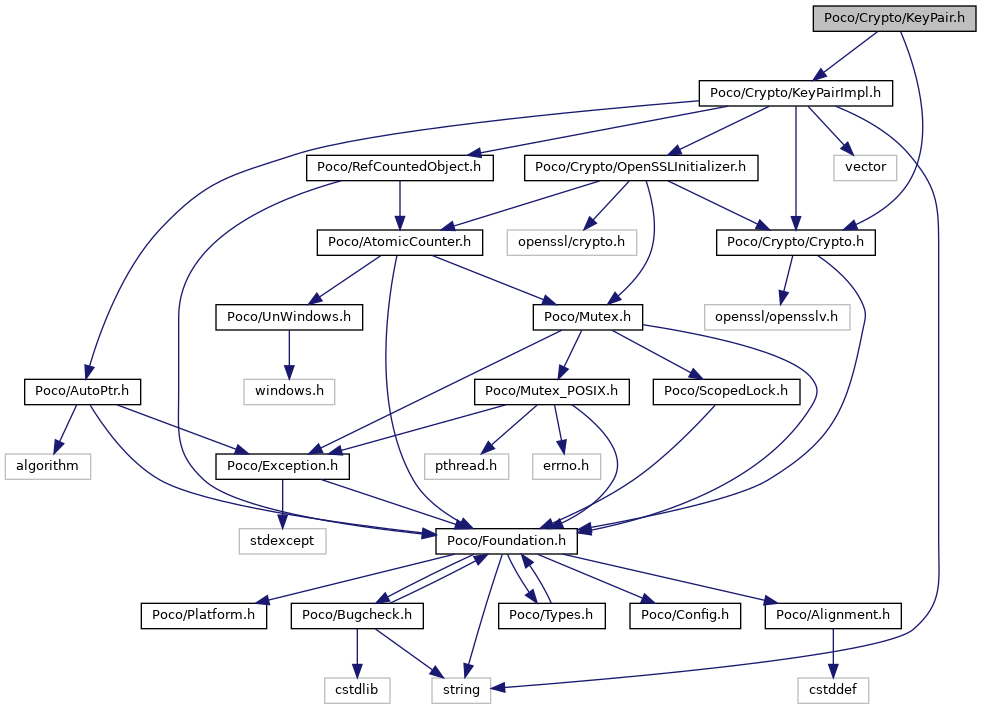 Poco/Crypto/KeyPair.h
Poco/Crypto/KeyPairImpl.h
Poco/RefCountedObject.h
Poco/Crypto/OpenSSLInitializer.h
vector
Poco/AtomicCounter.h
openssl/crypto.h
Poco/Crypto/Crypto.h
Poco/UnWindows.h
Poco/Mutex.h
openssl/opensslv.h
Poco/AutoPtr.h
windows.h
Poco/Mutex_POSIX.h
Poco/ScopedLock.h
algorithm
Poco/Exception.h
pthread.h
errno.h
stdexcept
Poco/Foundation.h
Poco/Platform.h
Poco/Bugcheck.h
Poco/Types.h
Poco/Config.h
Poco/Alignment.h
cstdlib
string
cstddef